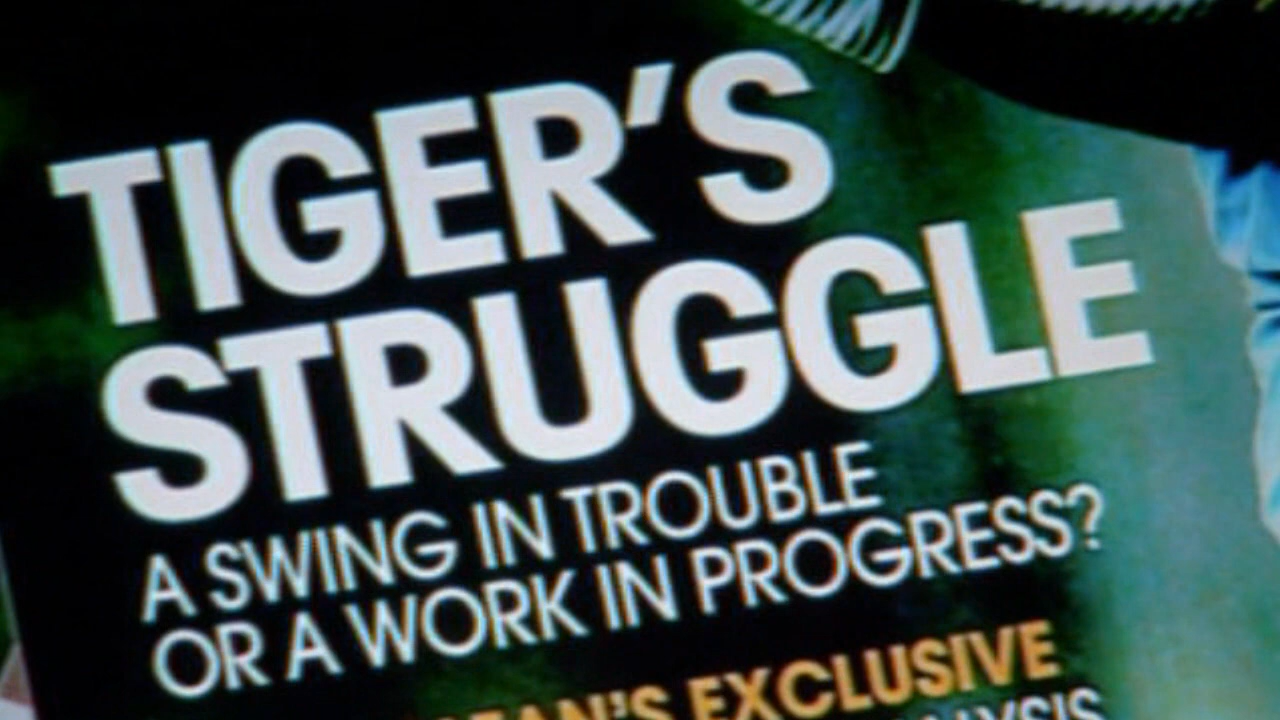 TIGER'S
STRUGGLE
A SWING IN TROUBLE
OR A WORK IN PROGRESS?
EXCLUSIVE